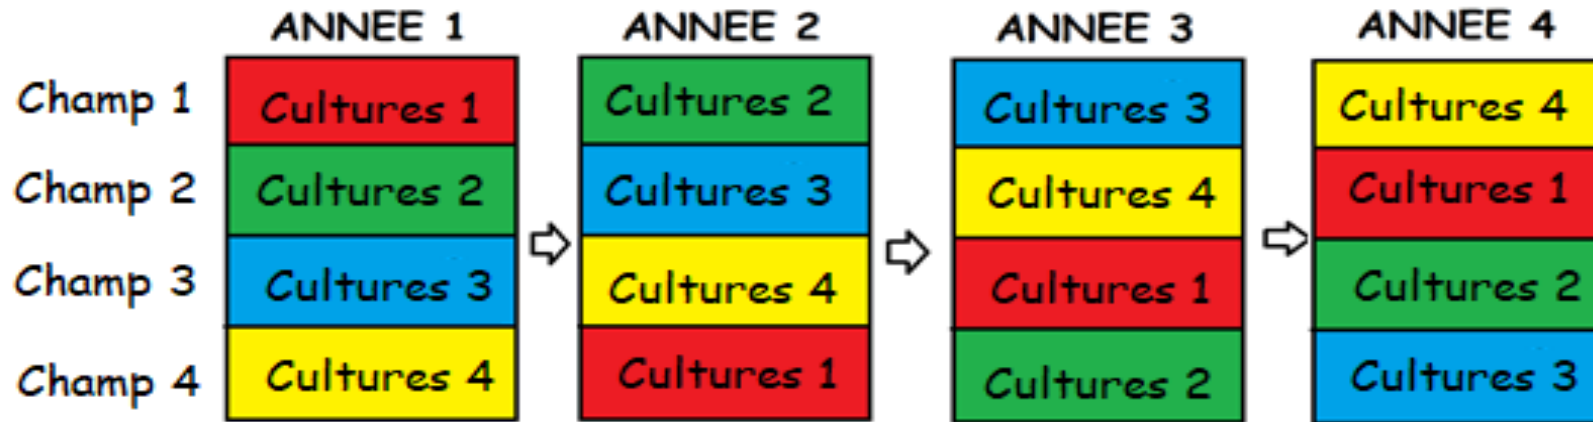 ANNEE 1 ANNEE 2 ANNEE 3 ANNEE 4
Champ 1 Cultures 1 Cultures 2 Cultures 3 Cultures 4
Champ 2 Cultures 2 Cultures 3 Cultures 4 Cultures 1
Champ 3 Cultures 3 Cultures 4 Cultures 1 Cultures 2
Champ 4 Cultures 4 Cultures 1 Cultures 2 Cultures 3